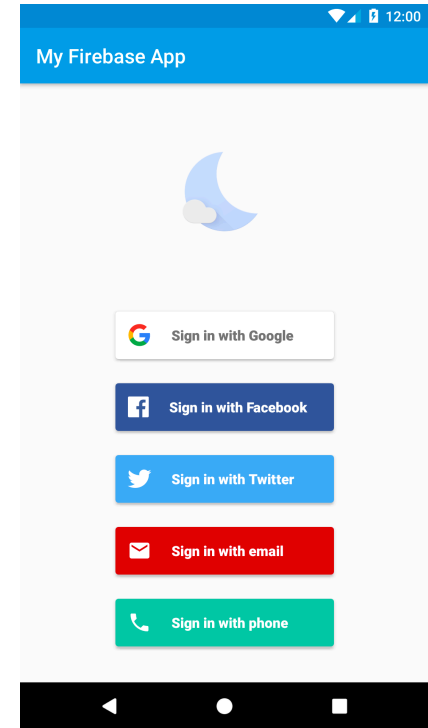 12:00
My Firebase App
Sign in with Google
Sign in with Facebook
Sign in with Twitter
Sign in with email
Sign in with phone